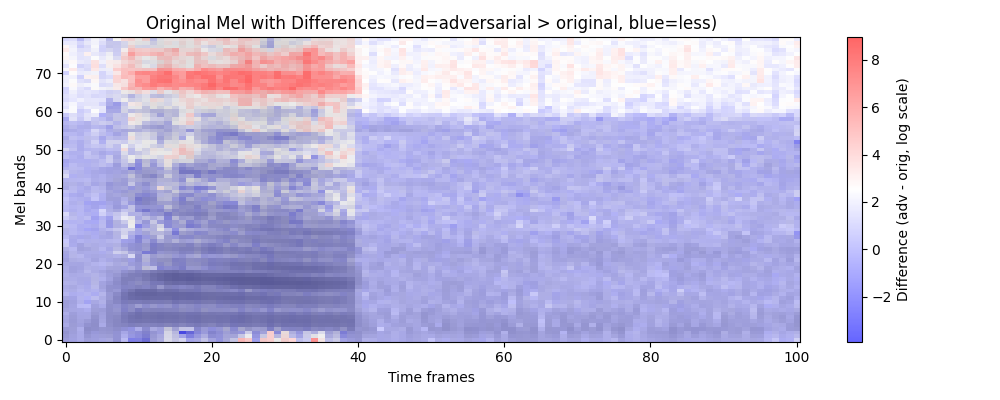 Original Mel with Differences (red=adversarial > original, blue=less)
Mel bands
70
60
50
40
30
20
10
0
0 20 40 60 80 100
Time frames
8
6
4
2
0
−2
Difference (adv - orig, log scale)